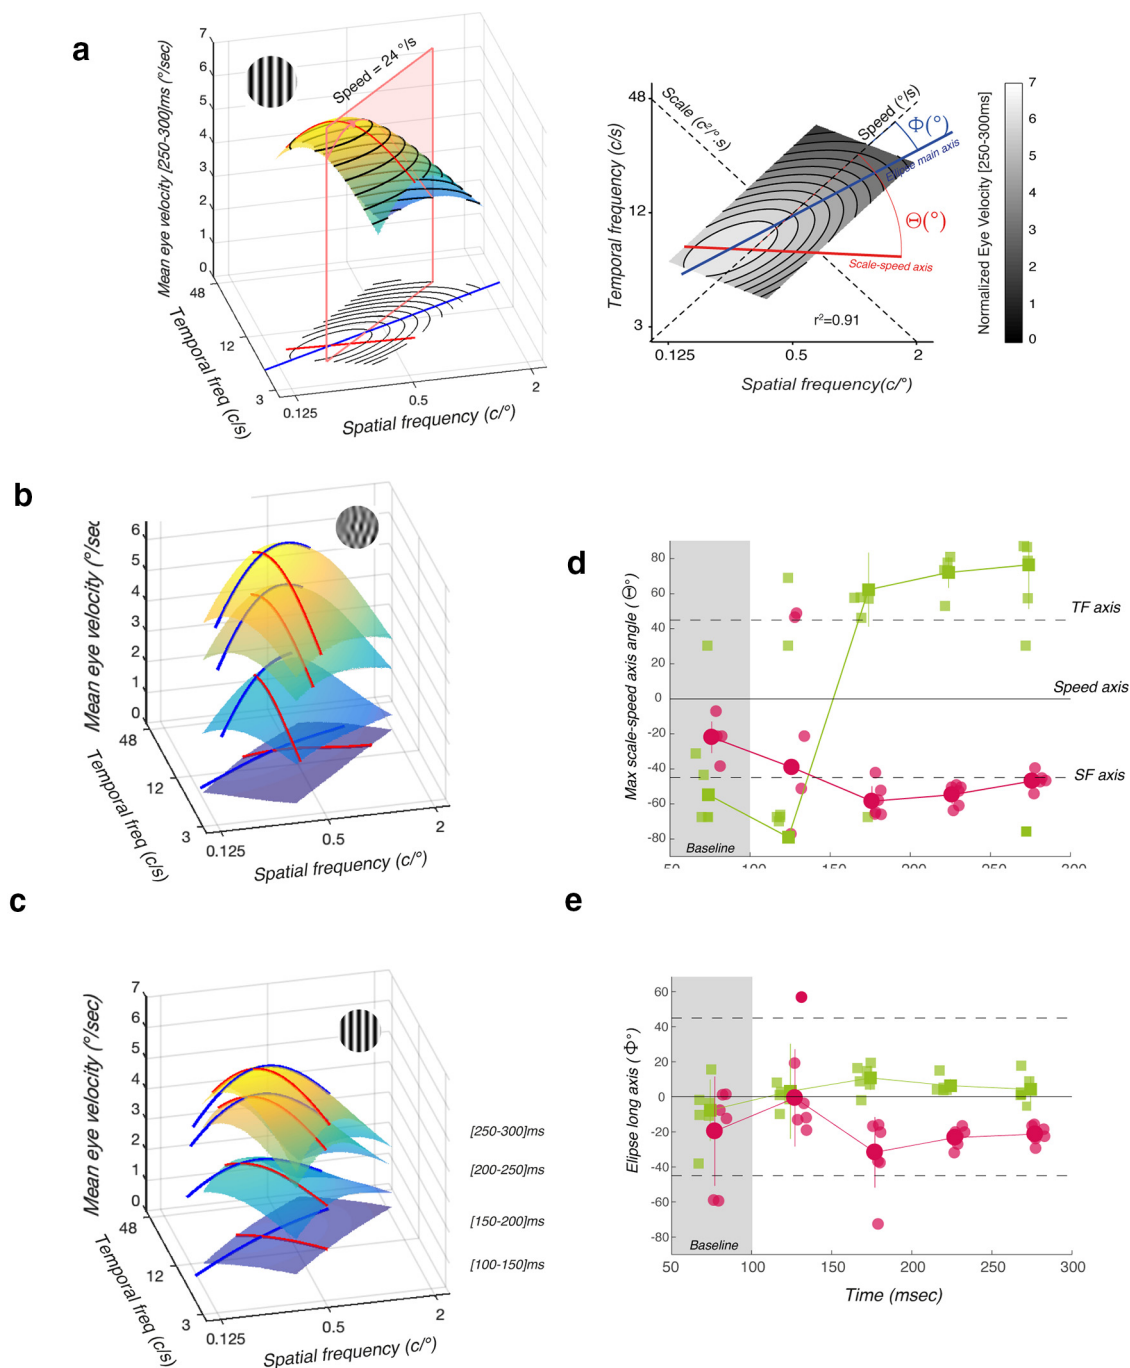 a
7
6
5
4
3
2
1
0
Mean eye velocity [250-300]ms (°/sec)
Speed = 24 °/s
48
12
3
Temporal freq (c/s)
0.125
0.5
2
Spatial frequency (c/°)
Scale (c²/°·s)
Speed (°/s)
Φ(°)
Elipse main axis
Θ(°)
Scale-speed axis
r²=0.91
48
12
3
Temporal frequency (c/s)
0.125
0.5
2
Spatial frequency(c/°)
7
6
5
4
3
2
1
0
Normalized Eye Velocity [250-300ms]
b
6
5
4
3
2
1
0
Mean eye velocity (°/sec
48
12
3
Temporal freq (c/s)
0.125
0.5
2
Spatial frequency (c/°)
d
80
60
40
20
0
-20
-40
-60
-80
Max scale-speed axis angle (Θ°)
TF axis
Speed axis
SF axis
Baseline
50
100
150
200
250
300
c
7
6
5
4
3
2
1
0
Mean eye velocity (°/sec)
48
12
3
Temporal freq (c/s)
0.125
0.5
2
Spatial frequency (c/°)
[250-300]ms
[200-250]ms
[150-200]ms
[100-150]ms
e
60
40
20
0
-20
-40
-60
-80
Elipse long axis (Φ°)
Baseline
50
100
150
200
250
300
Time (msec)